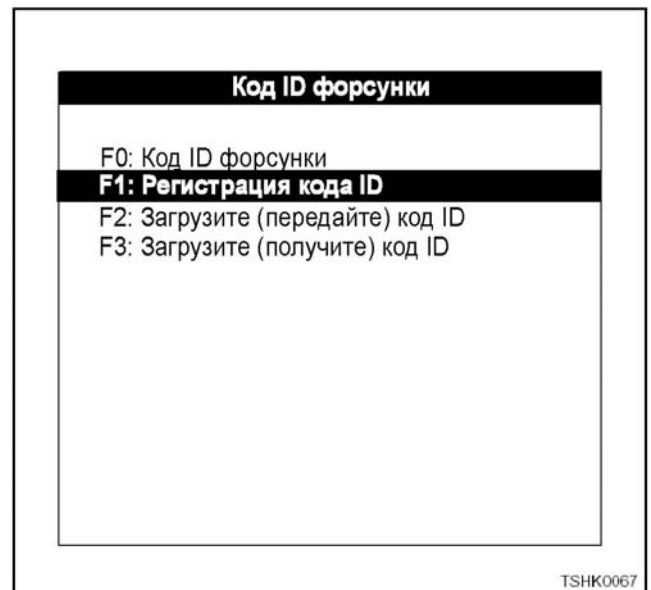 Код ID форсунки
F0: Код ID форсунки
F1: Регистрация кода ID
F2: Загрузите (передайте) код ID
F3: Загрузите (получите) код ID
TSHK0067